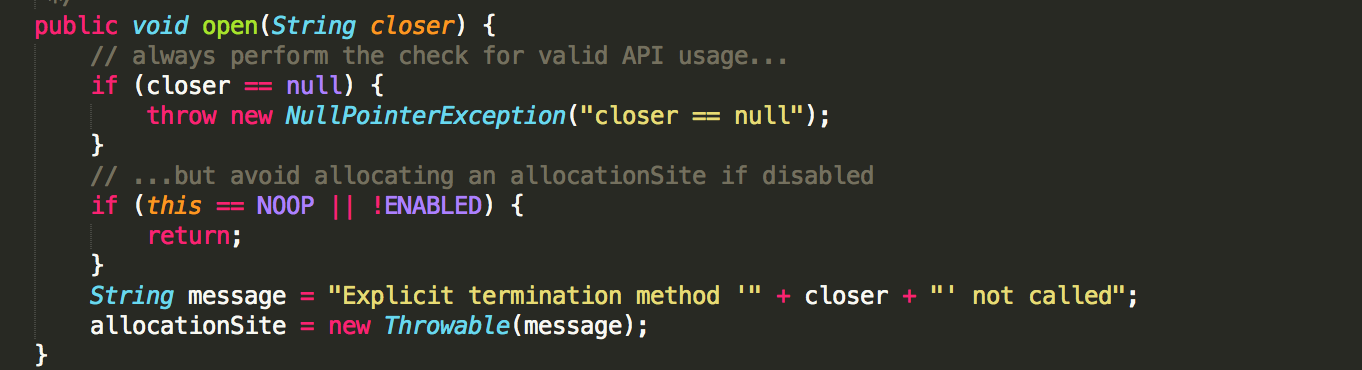 */
public void open(String closer) {
    // always perform the check for valid API usage...
    if (closer == null) {
        throw new NullPointerException("closer == null");
    }
    // ...but avoid allocating an allocationSite if disabled
    if (this == NOOP || !ENABLED) {
        return;
    }
    String message = "Explicit termination method '" + closer + "' not called";
    allocationSite = new Throwable(message);
}